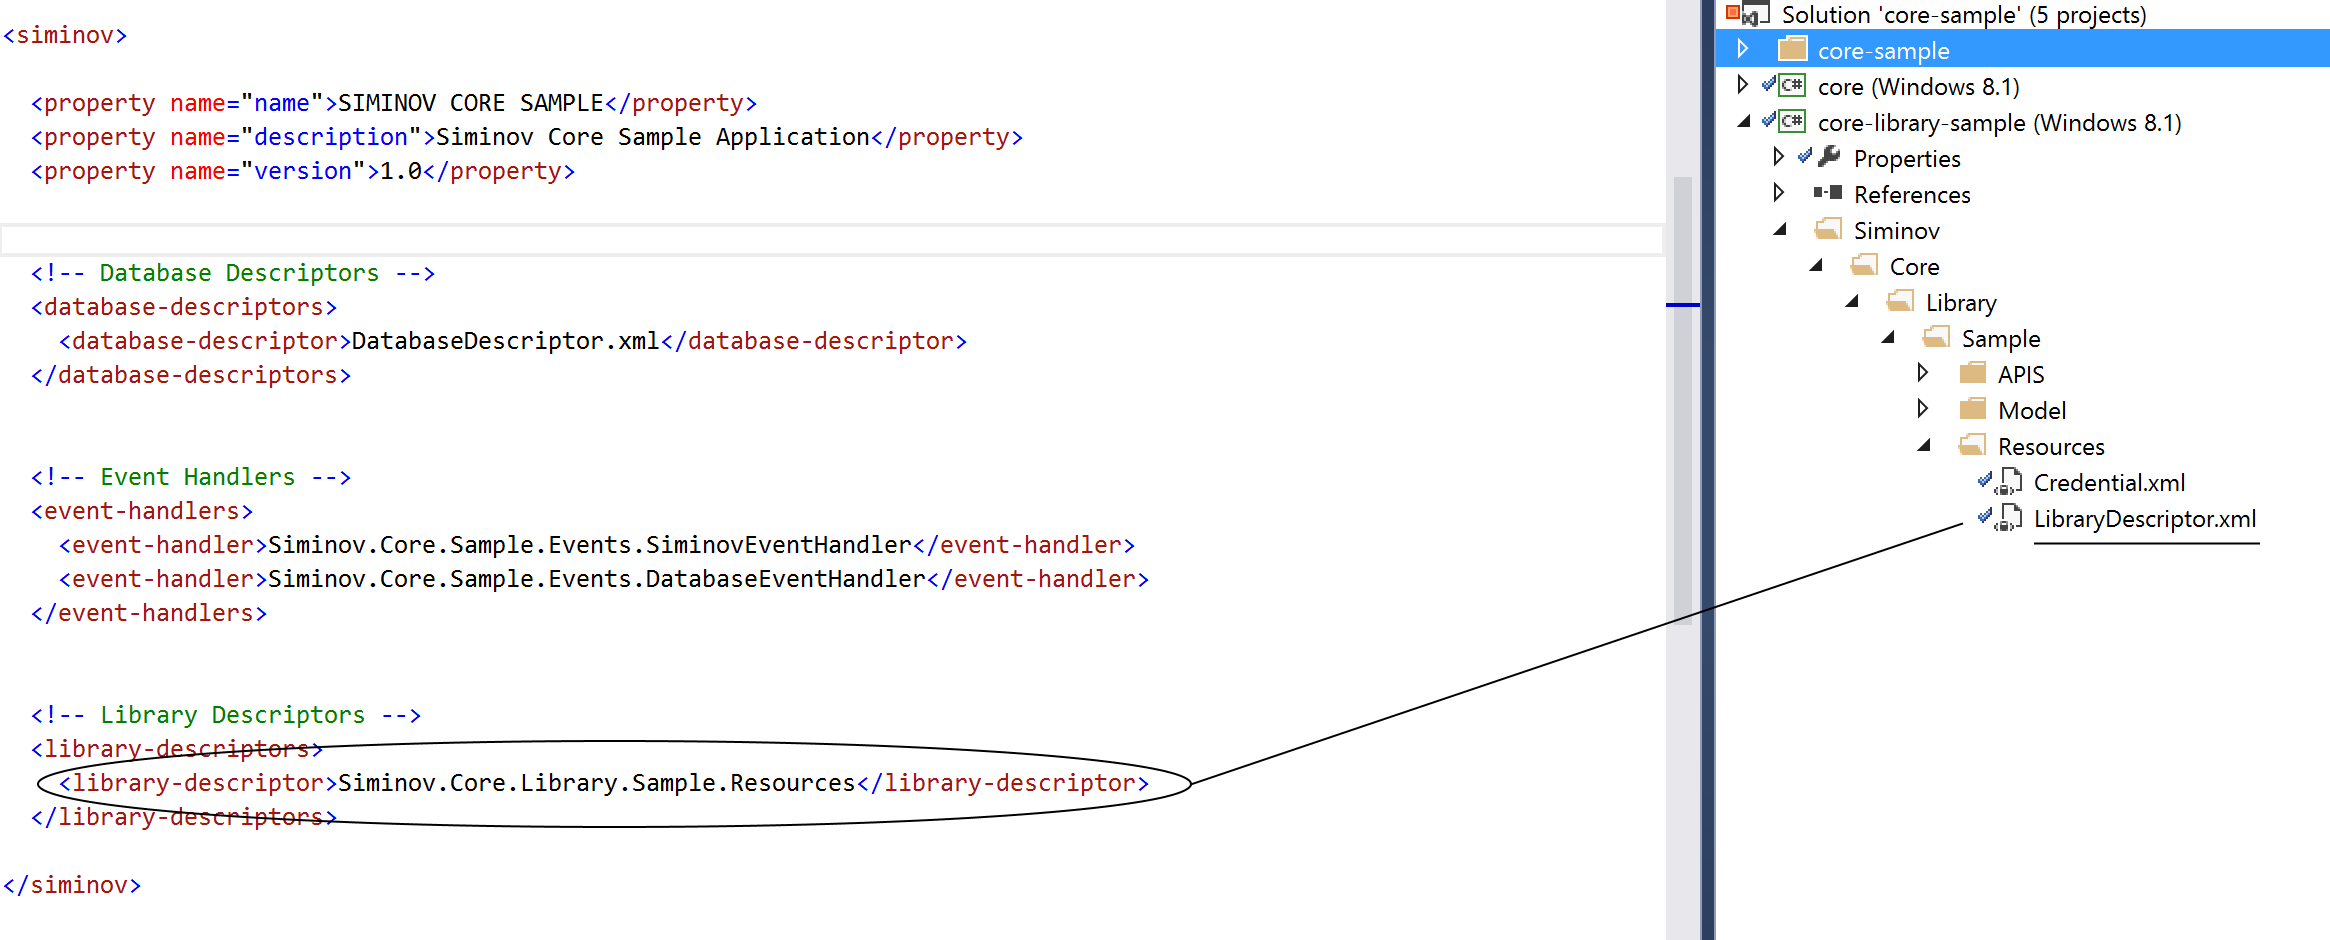 <siminov>
<property name="name">SIMINOV CORE SAMPLE</property>
<property name="description">Siminov Core Sample Application</property>
<property name="version">1.0</property>
<!-- Database Descriptors -->
<database-descriptors>
<database-descriptor>DatabaseDescriptor.xml</database-descriptor>
</database-descriptors>
<!-- Event Handlers -->
<event-handlers>
<event-handler>Siminov.Core.Sample.Events.SiminovEventHandler</event-handler>
<event-handler>Siminov.Core.Sample.Events.DatabaseEventHandler</event-handler>
</event-handlers>
<!-- Library Descriptors -->
<library-descriptors>
<library-descriptor>Siminov.Core.Library.Sample.Resources</library-descriptor>
</library-descriptors>
</siminov>
Solution 'core-sample' (5 projects)
core-sample
C# core (Windows 8.1)
C# core-library-sample (Windows 8.1)
Properties
References
Siminov
Core
Library
Sample
APIS
Model
Resources
Credential.xml
LibraryDescriptor.xml